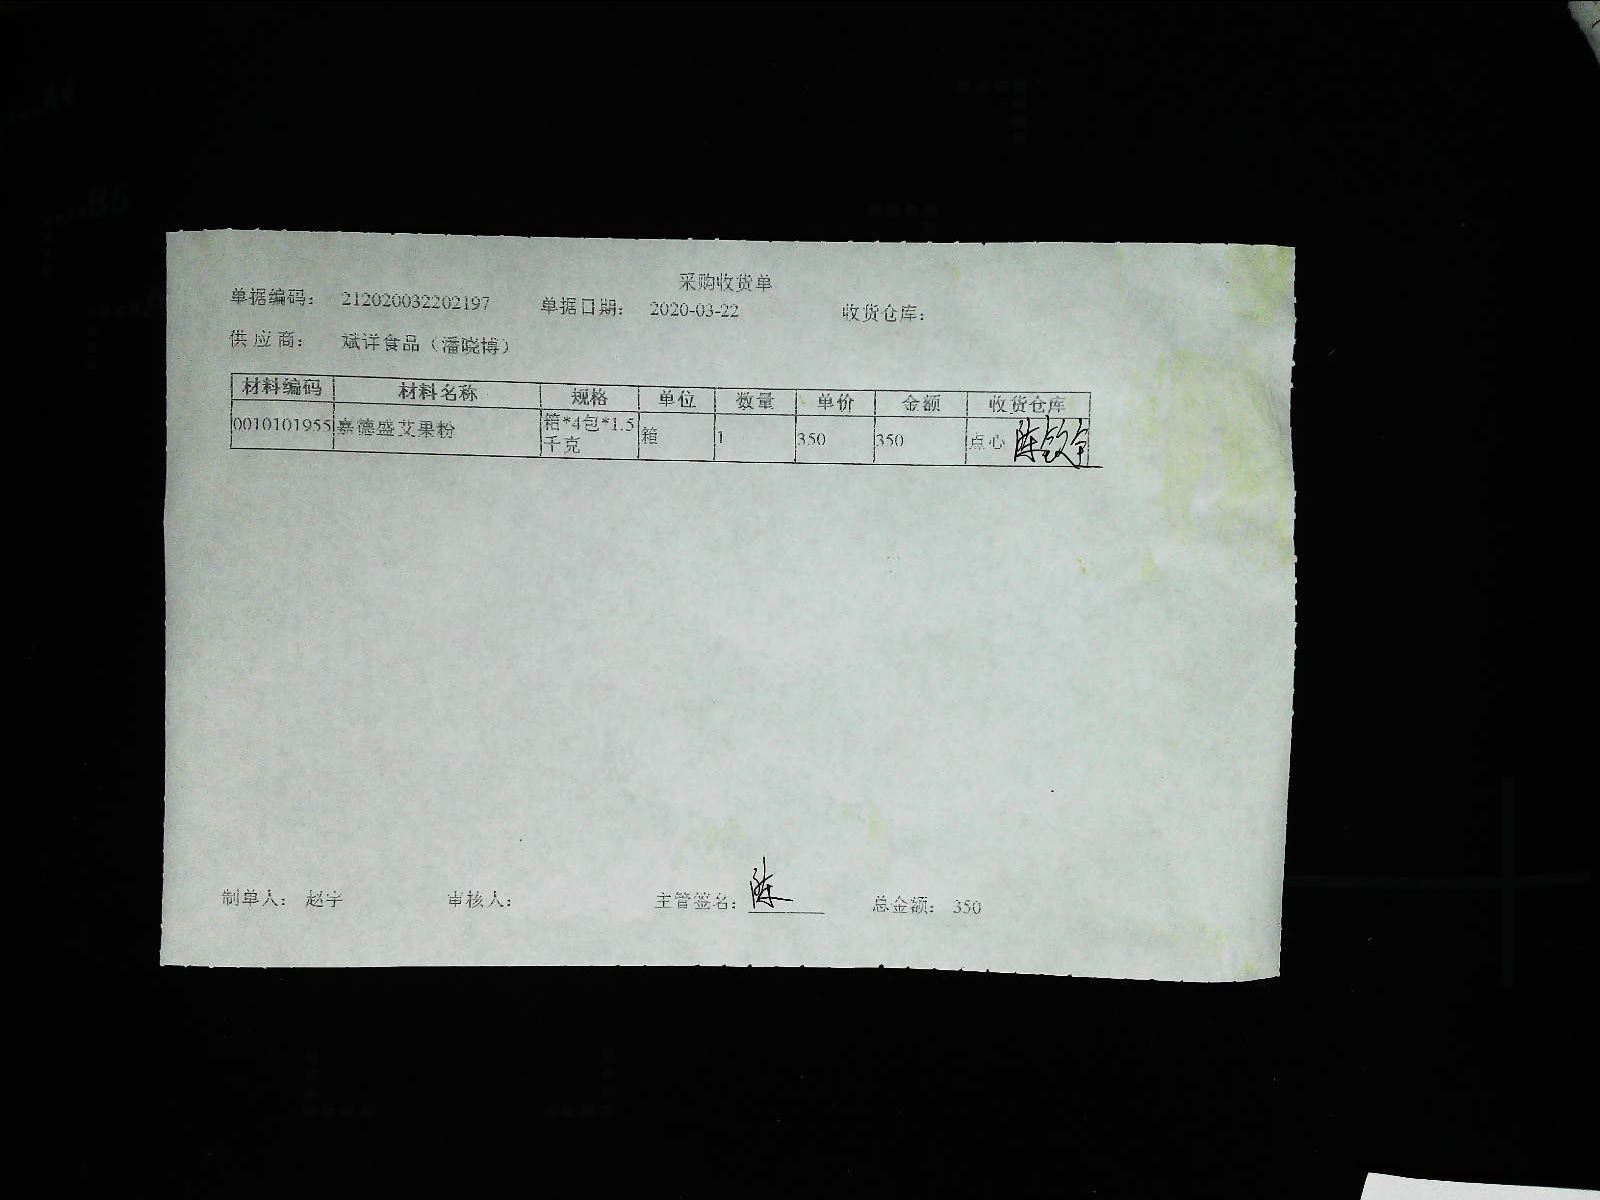 采购收货单
单据编码： 212020032202197 单据日期： 2020-03-22 收货仓库：
供应商： 斌详食品（潘晓博）
材料编码 材料名称 规格 单位 数量 单价 金额 收货仓库
0010101955 嘉德盛艾果粉 箱*4包*1.5千克 箱 1 350 350 点心 陈钦宇
制单人： 赵宇 审核人： 主管签名： 陈 总金额： 350